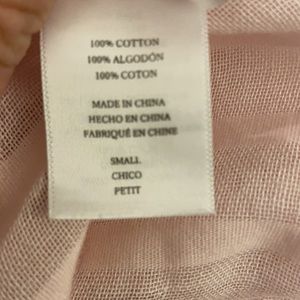 100% COTTON
100% ALGODÓN
100% COTON
MADE IN CHINA
HECHO EN CHINA
FABRIQUÉ EN CHINE
SMALL
CHICO
PETIT